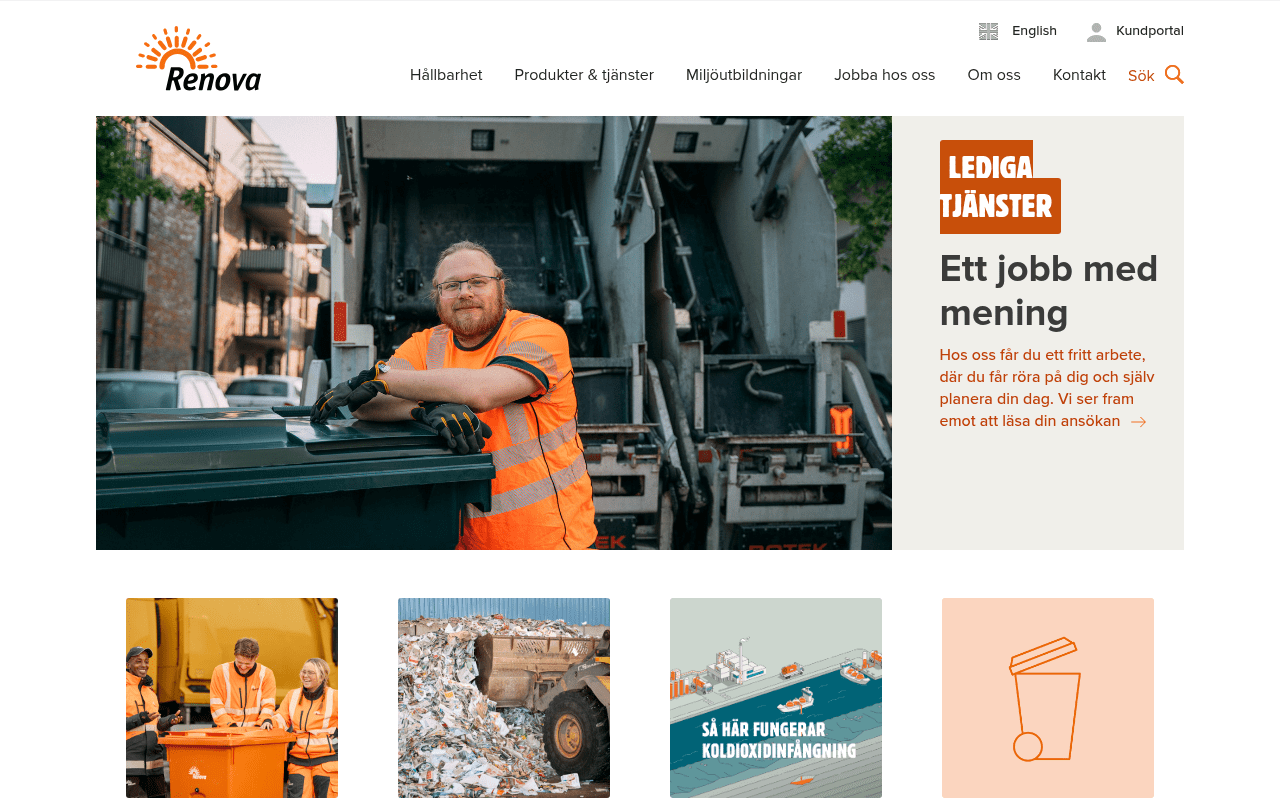 English
Kundportal
Renova
Hållbarhet
Produkter & tjänster
Miljöutbildningar
Jobba hos oss
Om oss
Kontakt
Sök
LEDIGA
TJÄNSTER
Ett jobb med
mening
Hos oss får du ett fritt arbete,
där du får röra på dig och själv
planera din dag. Vi ser fram
emot att läsa din ansökan
SÅ HÄR FUNGERAR
KOLDIOXIDINFÅNGNING